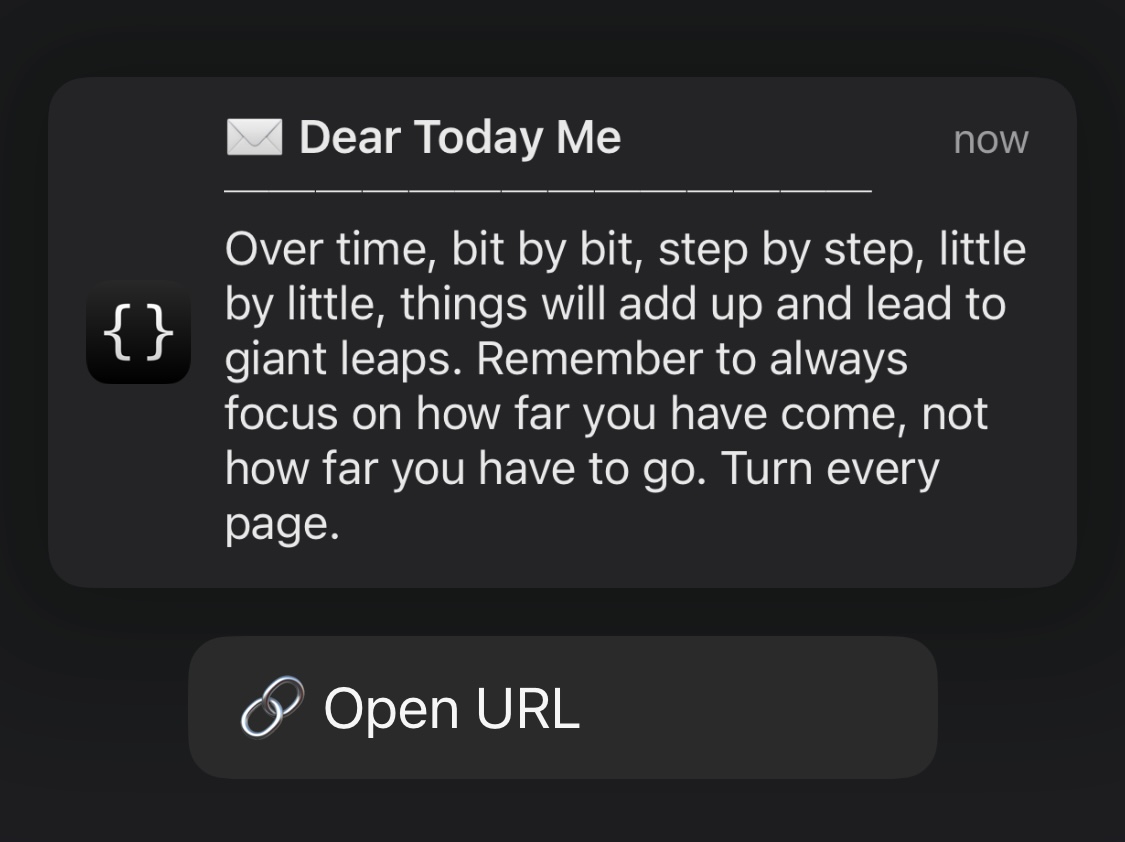 ✉️ Dear Today Me
now
Over time, bit by bit, step by step, little
by little, things will add up and lead to
giant leaps. Remember to always
focus on how far you have come, not
how far you have to go. Turn every
page.
{}
🔗 Open URL